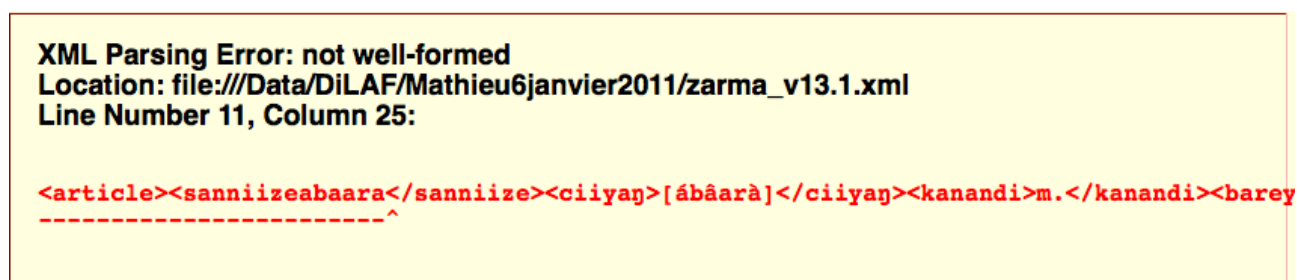 XML Parsing Error: not well-formed
Location: file:///Data/DiLAF/Mathieu6janvier2011/zarma_v13.1.xml
Line Number 11, Column 25:
<article><sanniizeabaara</sanniize><ciiyaŋ>[ábâarà]</ciiyaŋ><kanandi>m.</kanandi><barey
------------------------^